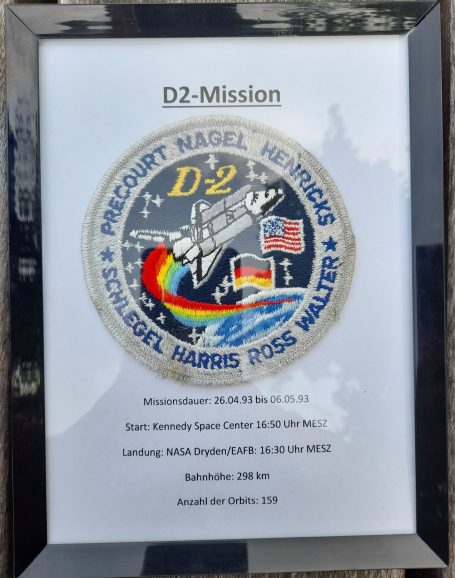 D2-Mission
PRECOURT NAGEL HENRICKS
D-2
★ SCHLEGEL HARRIS ROSS WALTER ★
Missionsdauer: 26.04.93 bis 06.05.93
Start: Kennedy Space Center 16:50 Uhr MESZ
Landung: NASA Dryden/EAFB: 16:30 Uhr MESZ
Bahnhöhe: 298 km
Anzahl der Orbits: 159